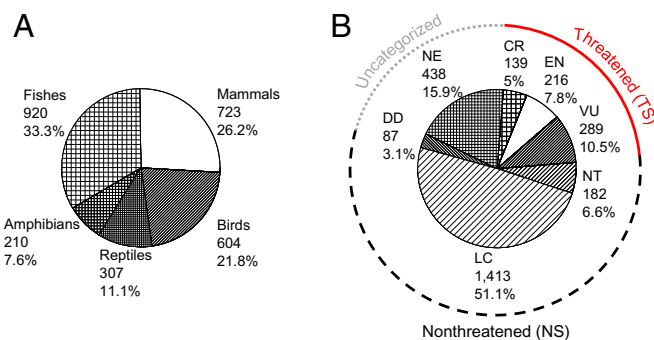 A
Fishes
920
33.3%
Mammals
723
26.2%
Amphibians
210
7.6%
Reptiles
307
11.1%
Birds
604
21.8%
B
Uncategorized
Threatened (TS)
NE
438
15.9%
CR
139
5%
EN
216
7.8%
VU
289
10.5%
DD
87
3.1%
NT
182
6.6%
LC
1,413
51.1%
Nonthreatened (NS)